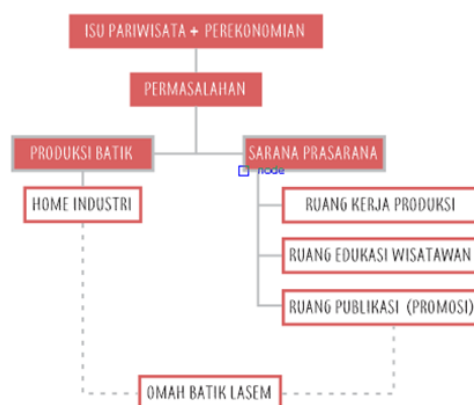 ISU PARIWISATA + PEREKONOMIAN
PERMASALAHAN
PRODUKSI BATIK
SARANA PRASARANA
node
HOME INDUSTRI
RUANG KERJA PRODUKSI
RUANG EDUKASI WISATAWAN
RUANG PUBLIKASI (PROMOSI)
OMAH BATIK LASEM